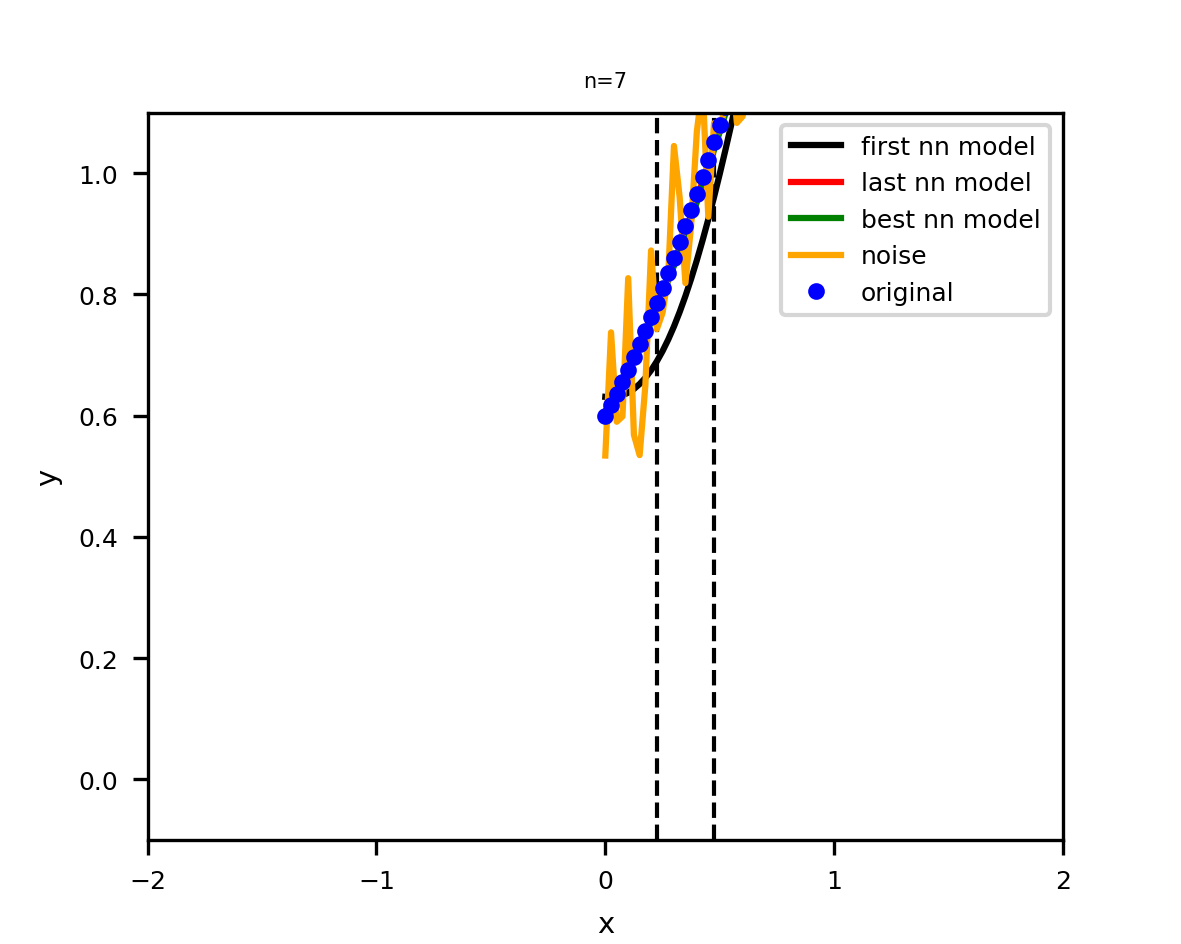 n=7
first nn model
last nn model
best nn model
noise
original
1.0
0.8
0.6
0.4
0.2
0.0
y
−2
−1
0
1
2
x